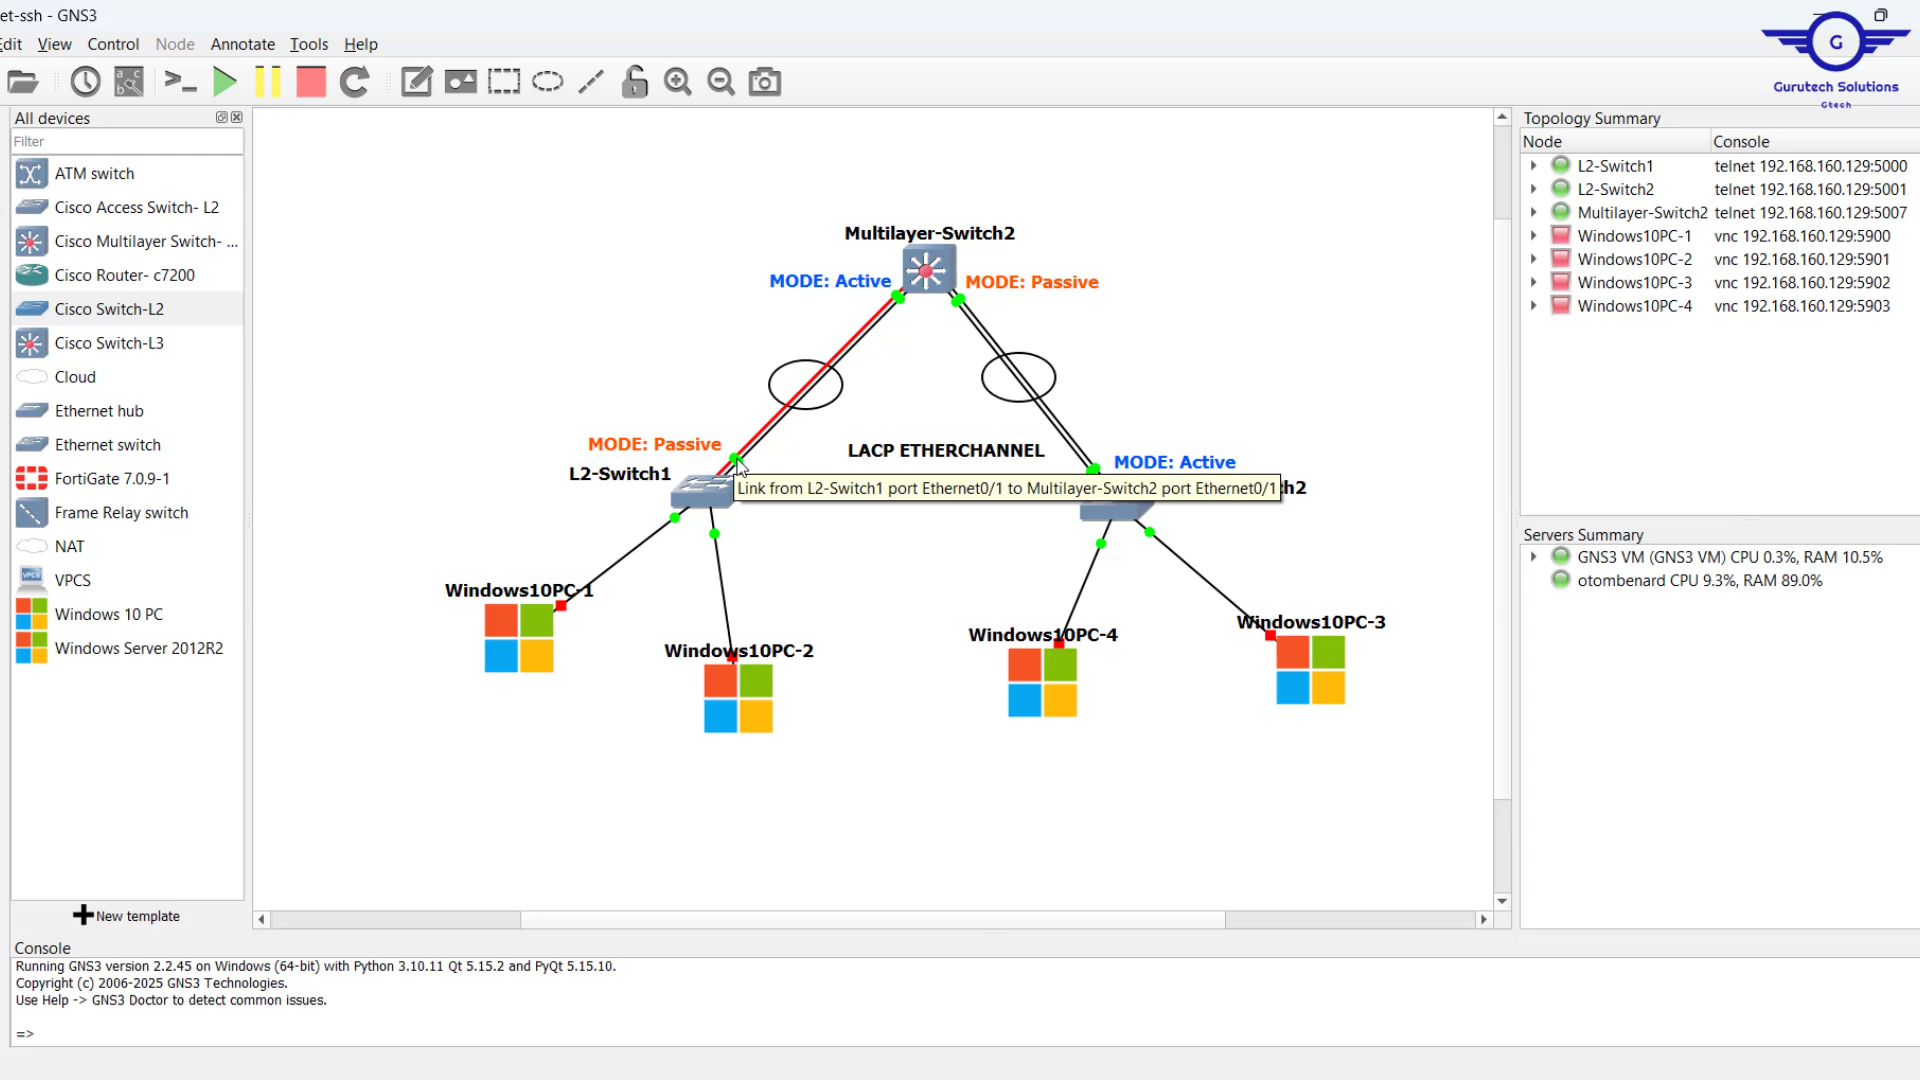 et-ssh - GNS3
Edit View Control Node Annotate Tools Help
G
Gurutech Solutions
Gtech
All devices
Filter
ATM switch
Cisco Access Switch- L2
Cisco Multilayer Switch- ...
Cisco Router- c7200
Cisco Switch-L2
Cisco Switch-L3
Cloud
Ethernet hub
Ethernet switch
FortiGate 7.0.9-1
Frame Relay switch
NAT
VPCS
Windows 10 PC
Windows Server 2012R2
New template
Multilayer-Switch2
MODE: Active
MODE: Passive
MODE: Passive
LACP ETHERCHANNEL
MODE: Active
L2-Switch1
Link from L2-Switch1 port Ethernet0/1 to Multilayer-Switch2 port Ethernet0/1
h2
Windows10PC-1
Windows10PC-2
Windows10PC-4
Windows10PC-3
Topology Summary
Node Console
L2-Switch1 telnet 192.168.160.129:5000
L2-Switch2 telnet 192.168.160.129:5001
Multilayer-Switch2 telnet 192.168.160.129:5007
Windows10PC-1 vnc 192.168.160.129:5900
Windows10PC-2 vnc 192.168.160.129:5901
Windows10PC-3 vnc 192.168.160.129:5902
Windows10PC-4 vnc 192.168.160.129:5903
Servers Summary
GNS3 VM (GNS3 VM) CPU 0.3%, RAM 10.5%
otombenard CPU 9.3%, RAM 89.0%
Console
Running GNS3 version 2.2.45 on Windows (64-bit) with Python 3.10.11 Qt 5.15.2 and PyQt 5.15.10.
Copyright (c) 2006-2025 GNS3 Technologies.
Use Help -> GNS3 Doctor to detect common issues.
=>